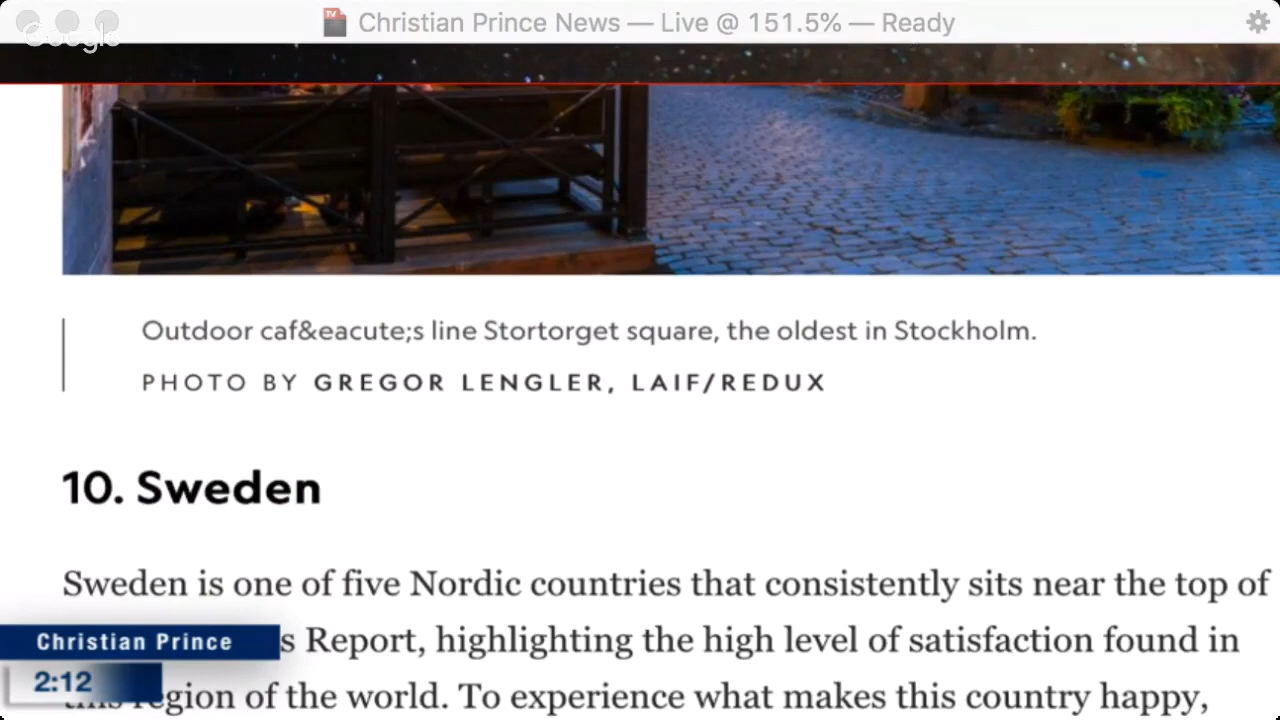 Christian Prince News — Live @ 151.5% — Ready
Google
Outdoor caf&eacute;s line Stortorget square, the oldest in Stockholm.
PHOTO BY GREGOR LENGLER, LAIF/REDUX
10. Sweden
Sweden is one of five Nordic countries that consistently sits near the top of
s Report, highlighting the high level of satisfaction found in
Christian Prince
this region of the world. To experience what makes this country happy,
2:12